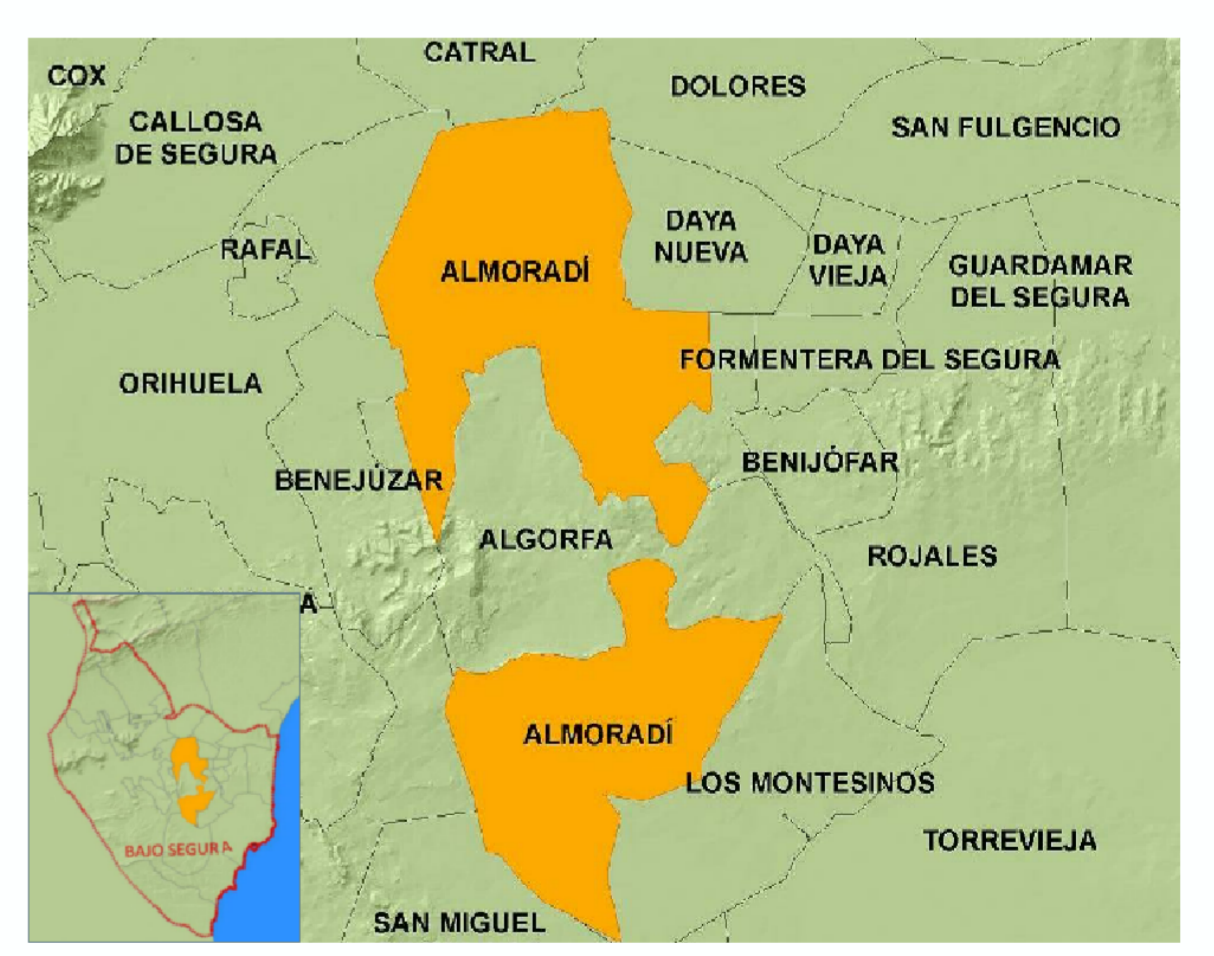 CATRAL
COX
DOLORES
CALLOSA
DE SEGURA
SAN FULGENCIO
RAFAL
DAYA
NUEVA
DAYA
VIEJA
ALMORADÍ
GUARDAMAR
DEL SEGURA
FORMENTERA DEL SEGURA
ORIHUELA
BENIJÓFAR
BENEJÚZAR
ALGORFA
ROJALES
Á
ALMORADÍ
LOS MONTESINOS
TORREVIEJA
BAJO SEGURA
SAN MIGUEL